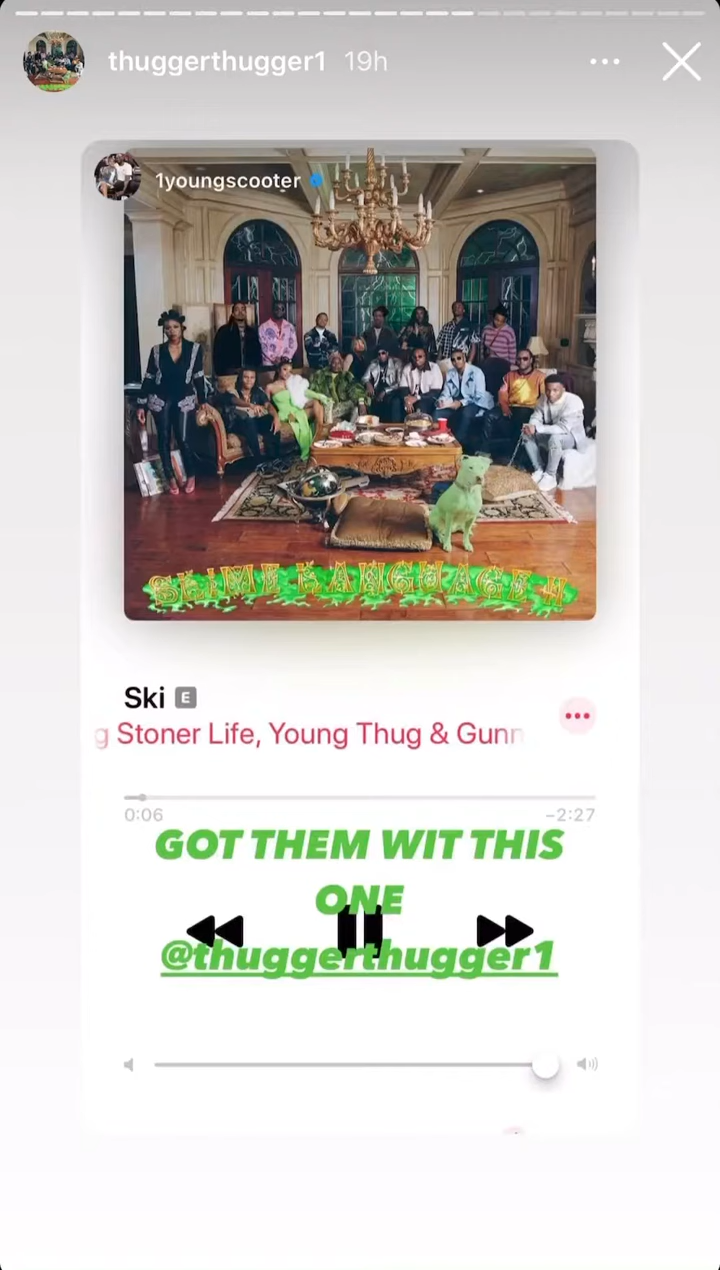 thuggerthugger1 19h
1youngscooter
SLIME LANGUAGE II
Ski E
g Stoner Life, Young Thug & Gunn
0:06 -2:27
GOT THEM WIT THIS
ONE
@thuggerthugger1